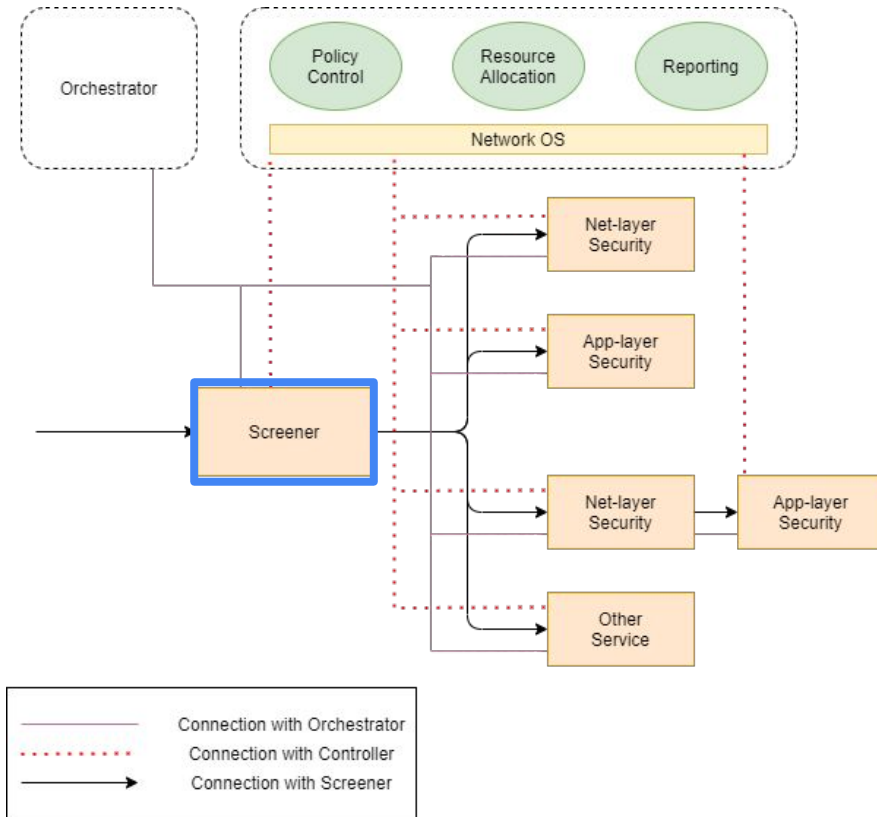 Orchestrator
Policy
Control
Resource
Allocation
Reporting
Network OS
Net-layer
Security
App-layer
Security
Screener
Net-layer
Security
App-layer
Security
Other
Service
Connection with Orchestrator
Connection with Controller
Connection with Screener